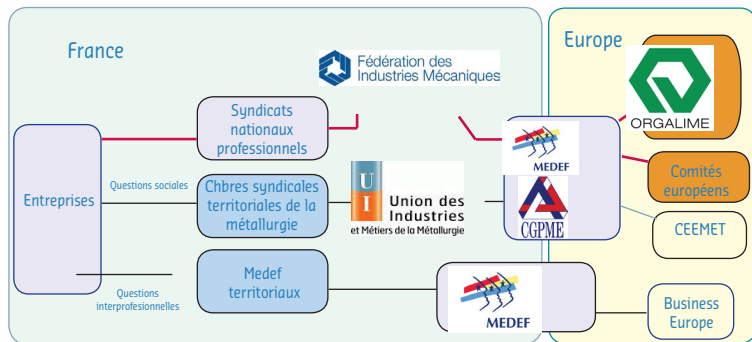 France
Europe
Fédération des
Industries Mécaniques
ORGALIME
Syndicats
nationaux
professionnels
MEDEF
Comités
européens
Entreprises
Questions sociales
Chbres syndicales
territoriales de la
métallurgie
UI
Union des
Industries
et Métiers de la Métallurgie
CGPME
CEEMET
Questions
interprofesionnelles
Medef
territoriaux
MEDEF
Business
Europe